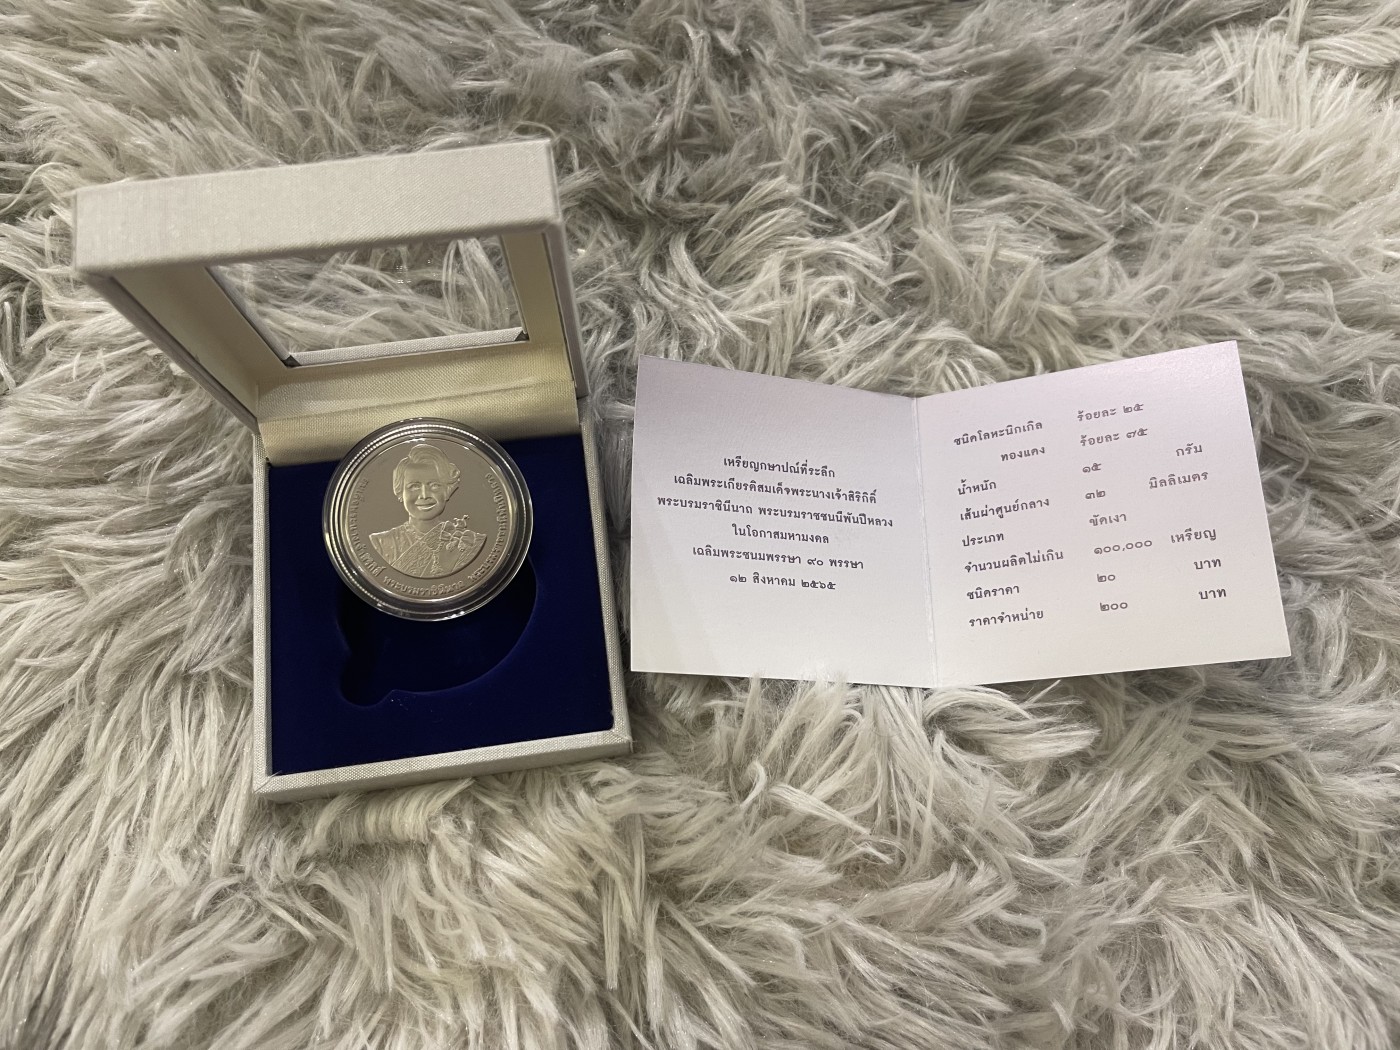 พระบรมราชินีนาถ
เหรียญกษาปณ์ที่ระลึก
เฉลิมพระเกียรติสมเด็จพระนางเจ้าสิริกิติ์
พระบรมราชินีนาถ พระบรมราชชนนีพันปีหลวง
ในโอกาสมหามงคล
เฉลิมพระชนมพรรษา ๙๐ พรรษา
๑๒ สิงหาคม ๒๕๖๕
ชนิดโลหะนิกเกิล ร้อยละ ๒๕
ทองแดง ร้อยละ ๗๕
น้ำหนัก ๑๕ กรัม
เส้นผ่าศูนย์กลาง ๓๒ มิลลิเมตร
ประเภท ขัดเงา
จำนวนผลิตไม่เกิน ๑๐๐,๐๐๐ เหรียญ
ชนิดราคา ๒๐ บาท
ราคาจำหน่าย ๒๐๐ บาท